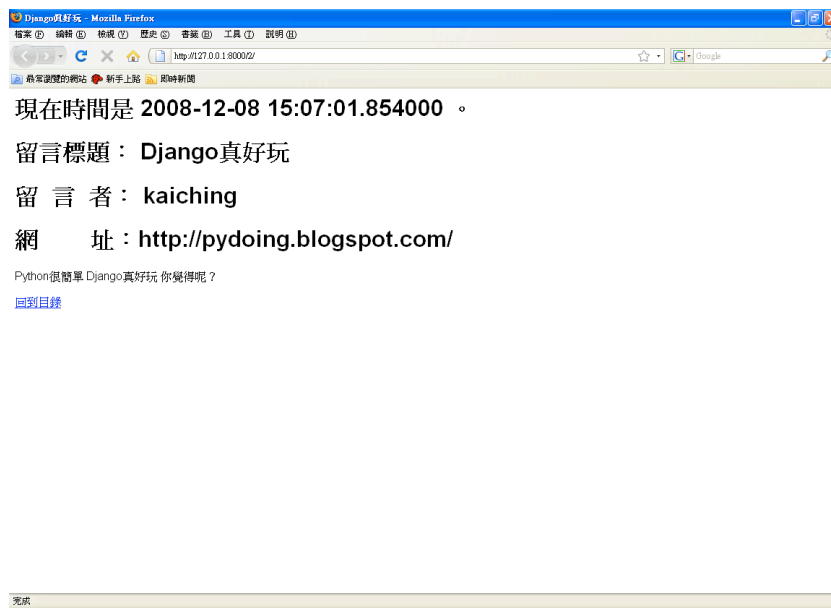 Django真好玩 - Mozilla Firefox
檔案(F) 編輯(E) 檢視(V) 歷史(S) 書籤(B) 工具(T) 說明(H)
http://127.0.0.1:8000/2/ Google
最常瀏覽的網站 新手上路 即時新聞
現在時間是 2008-12-08 15:07:01.854000 。
留言標題： Django真好玩
留 言 者： kaiching
網 址：http://pydoing.blogspot.com/
Python很簡單 Django真好玩 你覺得呢？
回到目錄
完成